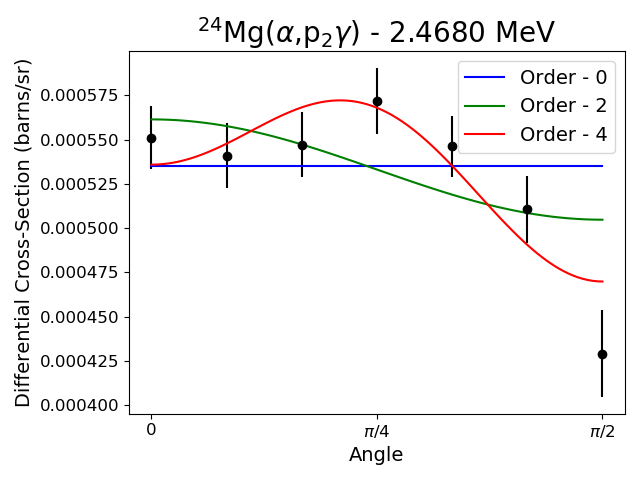 ²⁴Mg(α,p₂γ) - 2.4680 MeV
Order - 0
Order - 2
Order - 4
Differential Cross-Section (barns/sr)
0.000575
0.000550
0.000525
0.000500
0.000475
0.000450
0.000425
0.000400
0
π/4
π/2
Angle